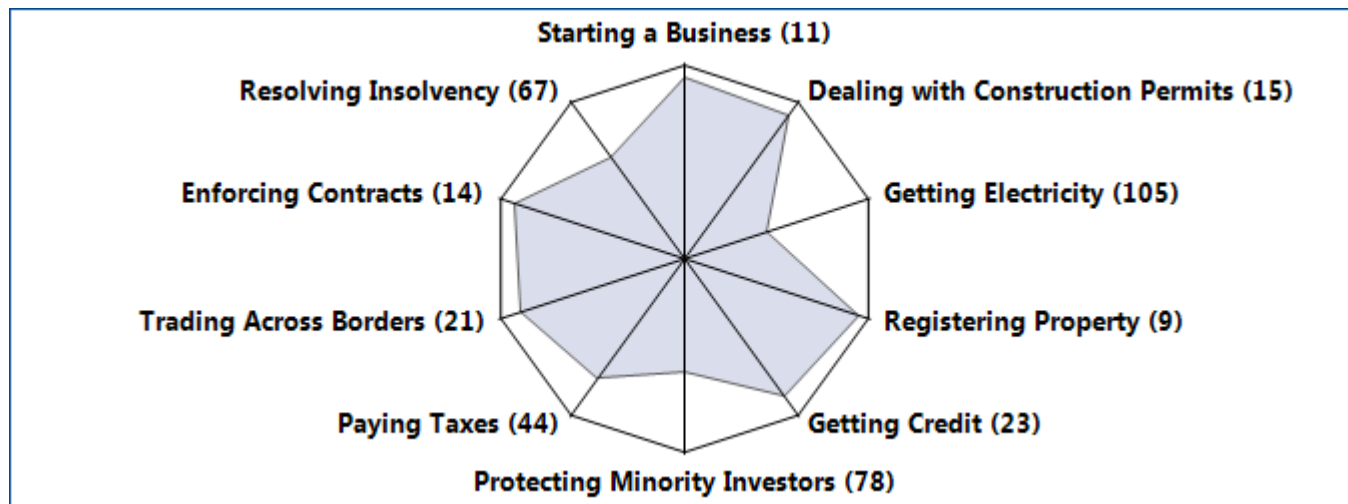 Starting a Business (11)
Resolving Insolvency (67)
Dealing with Construction Permits (15)
Enforcing Contracts (14)
Getting Electricity (105)
Trading Across Borders (21)
Registering Property (9)
Paying Taxes (44)
Getting Credit (23)
Protecting Minority Investors (78)